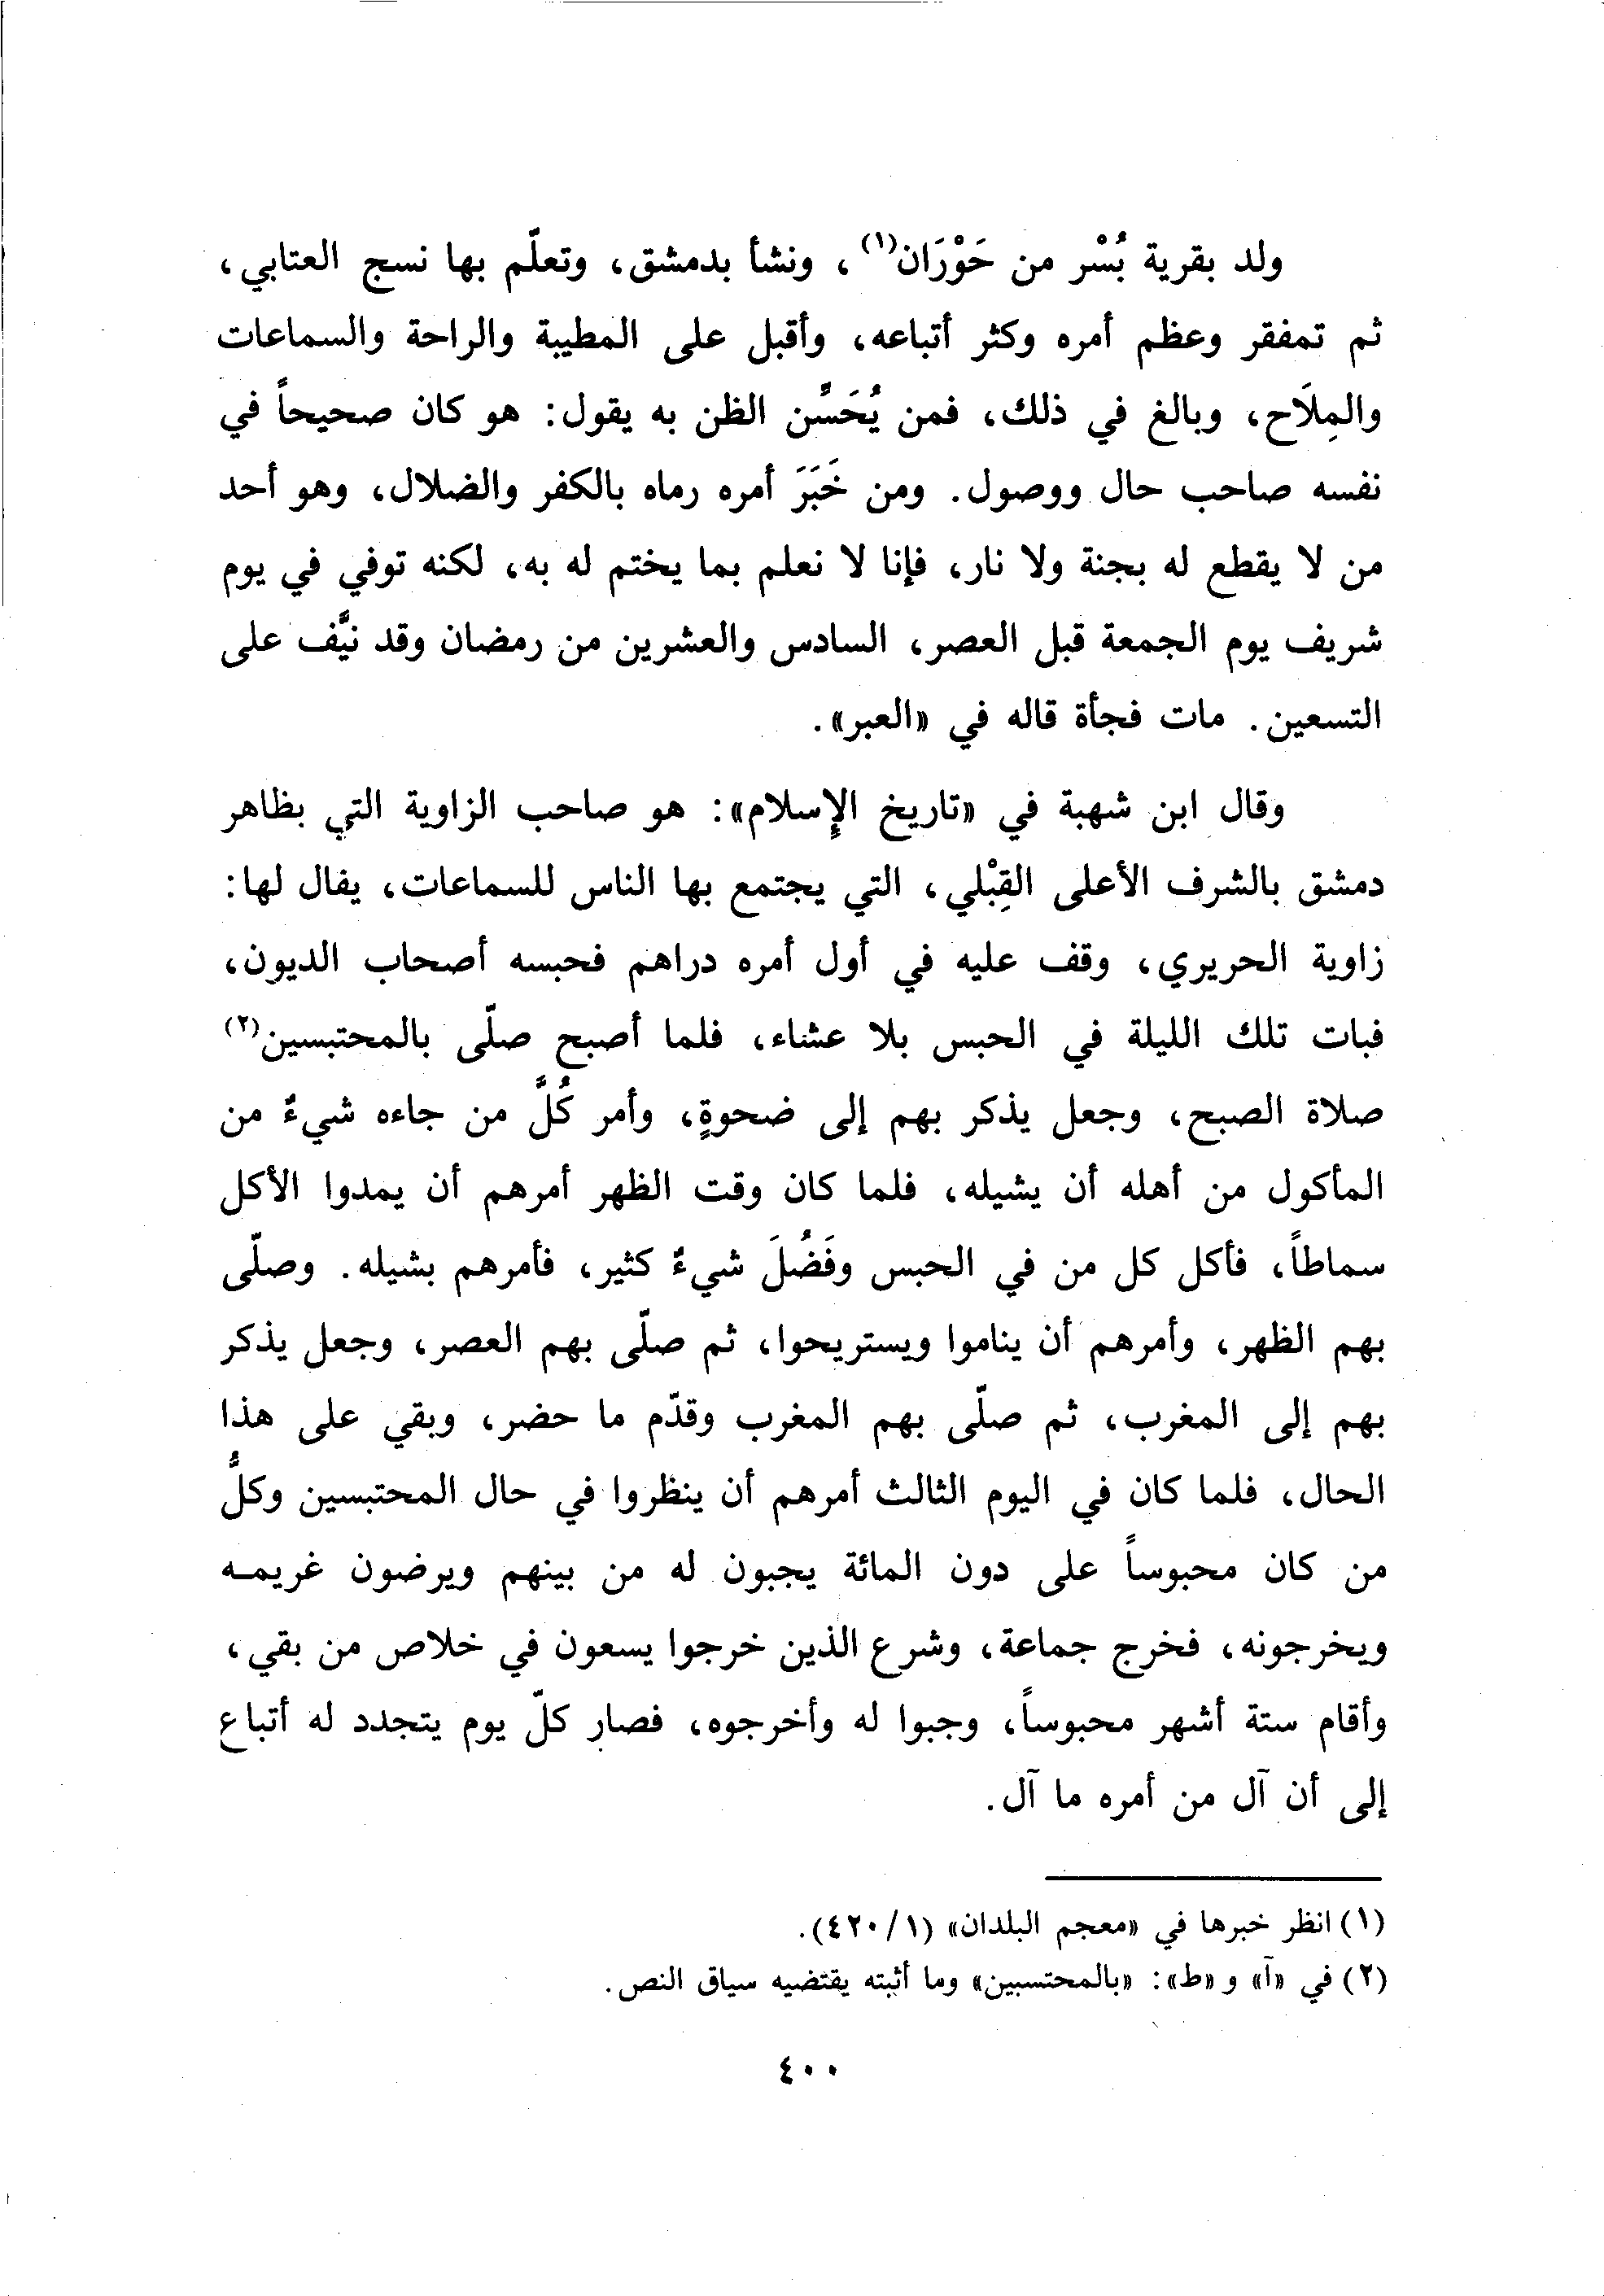 ولد بقرية بُسْر من حَوْرَان(١)، ونشأ بدمشق، وتعلّم بها نسج العتابي،
ثم تمفقر وعظم أمره وكثر أتباعه، وأقبل على المطيبة والراحة والسماعات
والمِلَاح، وبالغ في ذلك، فمن يُحَسِّن الظن به يقول: هو كان صحيحاً في
نفسه صاحب حال ووصول. ومن خَبَرَ أمره رماه بالكفر والضلال، وهو أحد
من لا يقطع له بجنة ولا نار، فإنا لا نعلم بما يختم له به، لكنه توفي في يوم
شريف يوم الجمعة قبل العصر، السادس والعشرين من رمضان وقد نيَّف على
التسعين. مات فجأة قاله في «العبر».
وقال ابن شهبة في «تاريخ الإسلام»: هو صاحب الزاوية التي بظاهر
دمشق بالشرف الأعلى القِبْلي، التي يجتمع بها الناس للسماعات، يفال لها:
زاوية الحريري، وقف عليه في أول أمره دراهم فحبسه أصحاب الديون،
فبات تلك الليلة في الحبس بلا عشاء، فلما أصبح صلّى بالمحتبسين(٢)
صلاة الصبح، وجعل يذكر بهم إلى ضحوةٍ، وأمر كُلَّ من جاءه شيءٌ من
المأكول من أهله أن يشيله، فلما كان وقت الظهر أمرهم أن يمدوا الأكل
سماطاً، فأكل كل من في الحبس وفَضُلَ شيءٌ كثير، فأمرهم بشيله. وصلّى
بهم الظهر، وأمرهم أن يناموا ويستريحوا، ثم صلّى بهم العصر، وجعل يذكر
بهم إلى المغرب، ثم صلّى بهم المغرب وقدّم ما حضر، وبقي على هذا
الحال، فلما كان في اليوم الثالث أمرهم أن ينظروا في حال المحتبسين وكلُّ
من كان محبوساً على دون المائة يجبون له من بينهم ويرضون غريمـه
ويخرجونه، فخرج جماعة، وشرع الذين خرجوا يسعون في خلاص من بقي،
وأقام ستة أشهر محبوساً، وجبوا له وأخرجوه، فصار كلّ يوم يتجدد له أتباع
إلى أن آل من أمره ما آل.
(١) انظر خبرها في «معجم البلدان» (١/ ٤٢٠).
(٢) في «آ» و «ط»: «بالمحتسبين» وما أثبته يقتضيه سياق النص.
٤٠٠